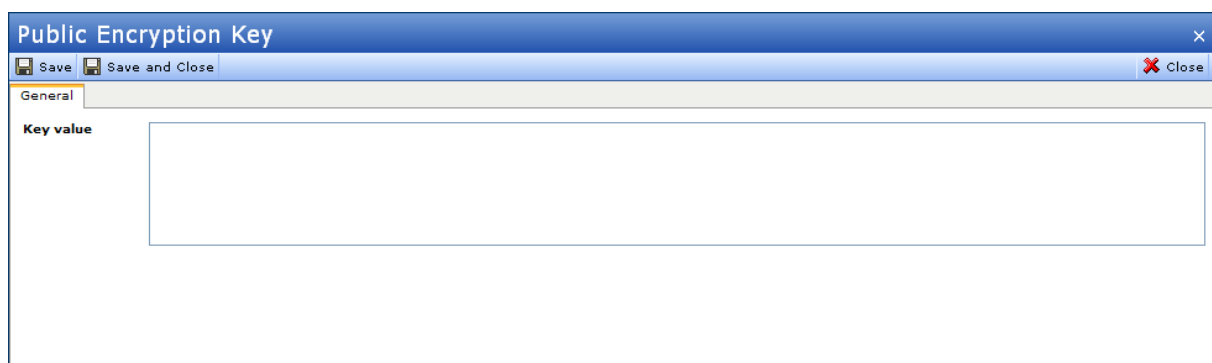 Public Encryption Key
Save Save and Close Close
General
Key value